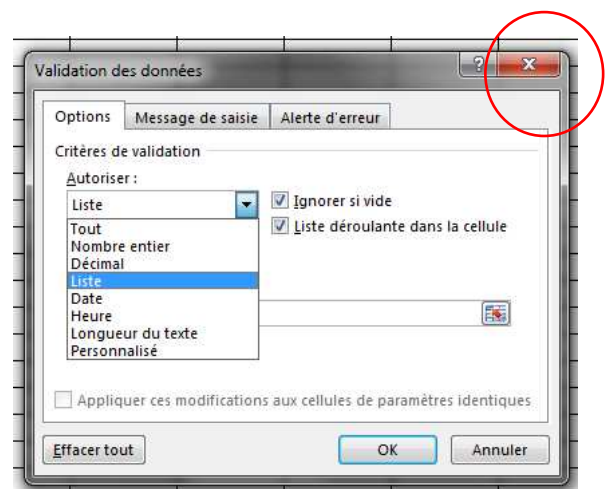 Validation des données ? X
Options Message de saisie Alerte d'erreur
Critères de validation
Autoriser :
Liste Ignorer si vide
Tout Liste déroulante dans la cellule
Nombre entier
Décimal
Liste
Date
Heure
Longueur du texte
Personnalisé
Appliquer ces modifications aux cellules de paramètres identiques
Effacer tout OK Annuler